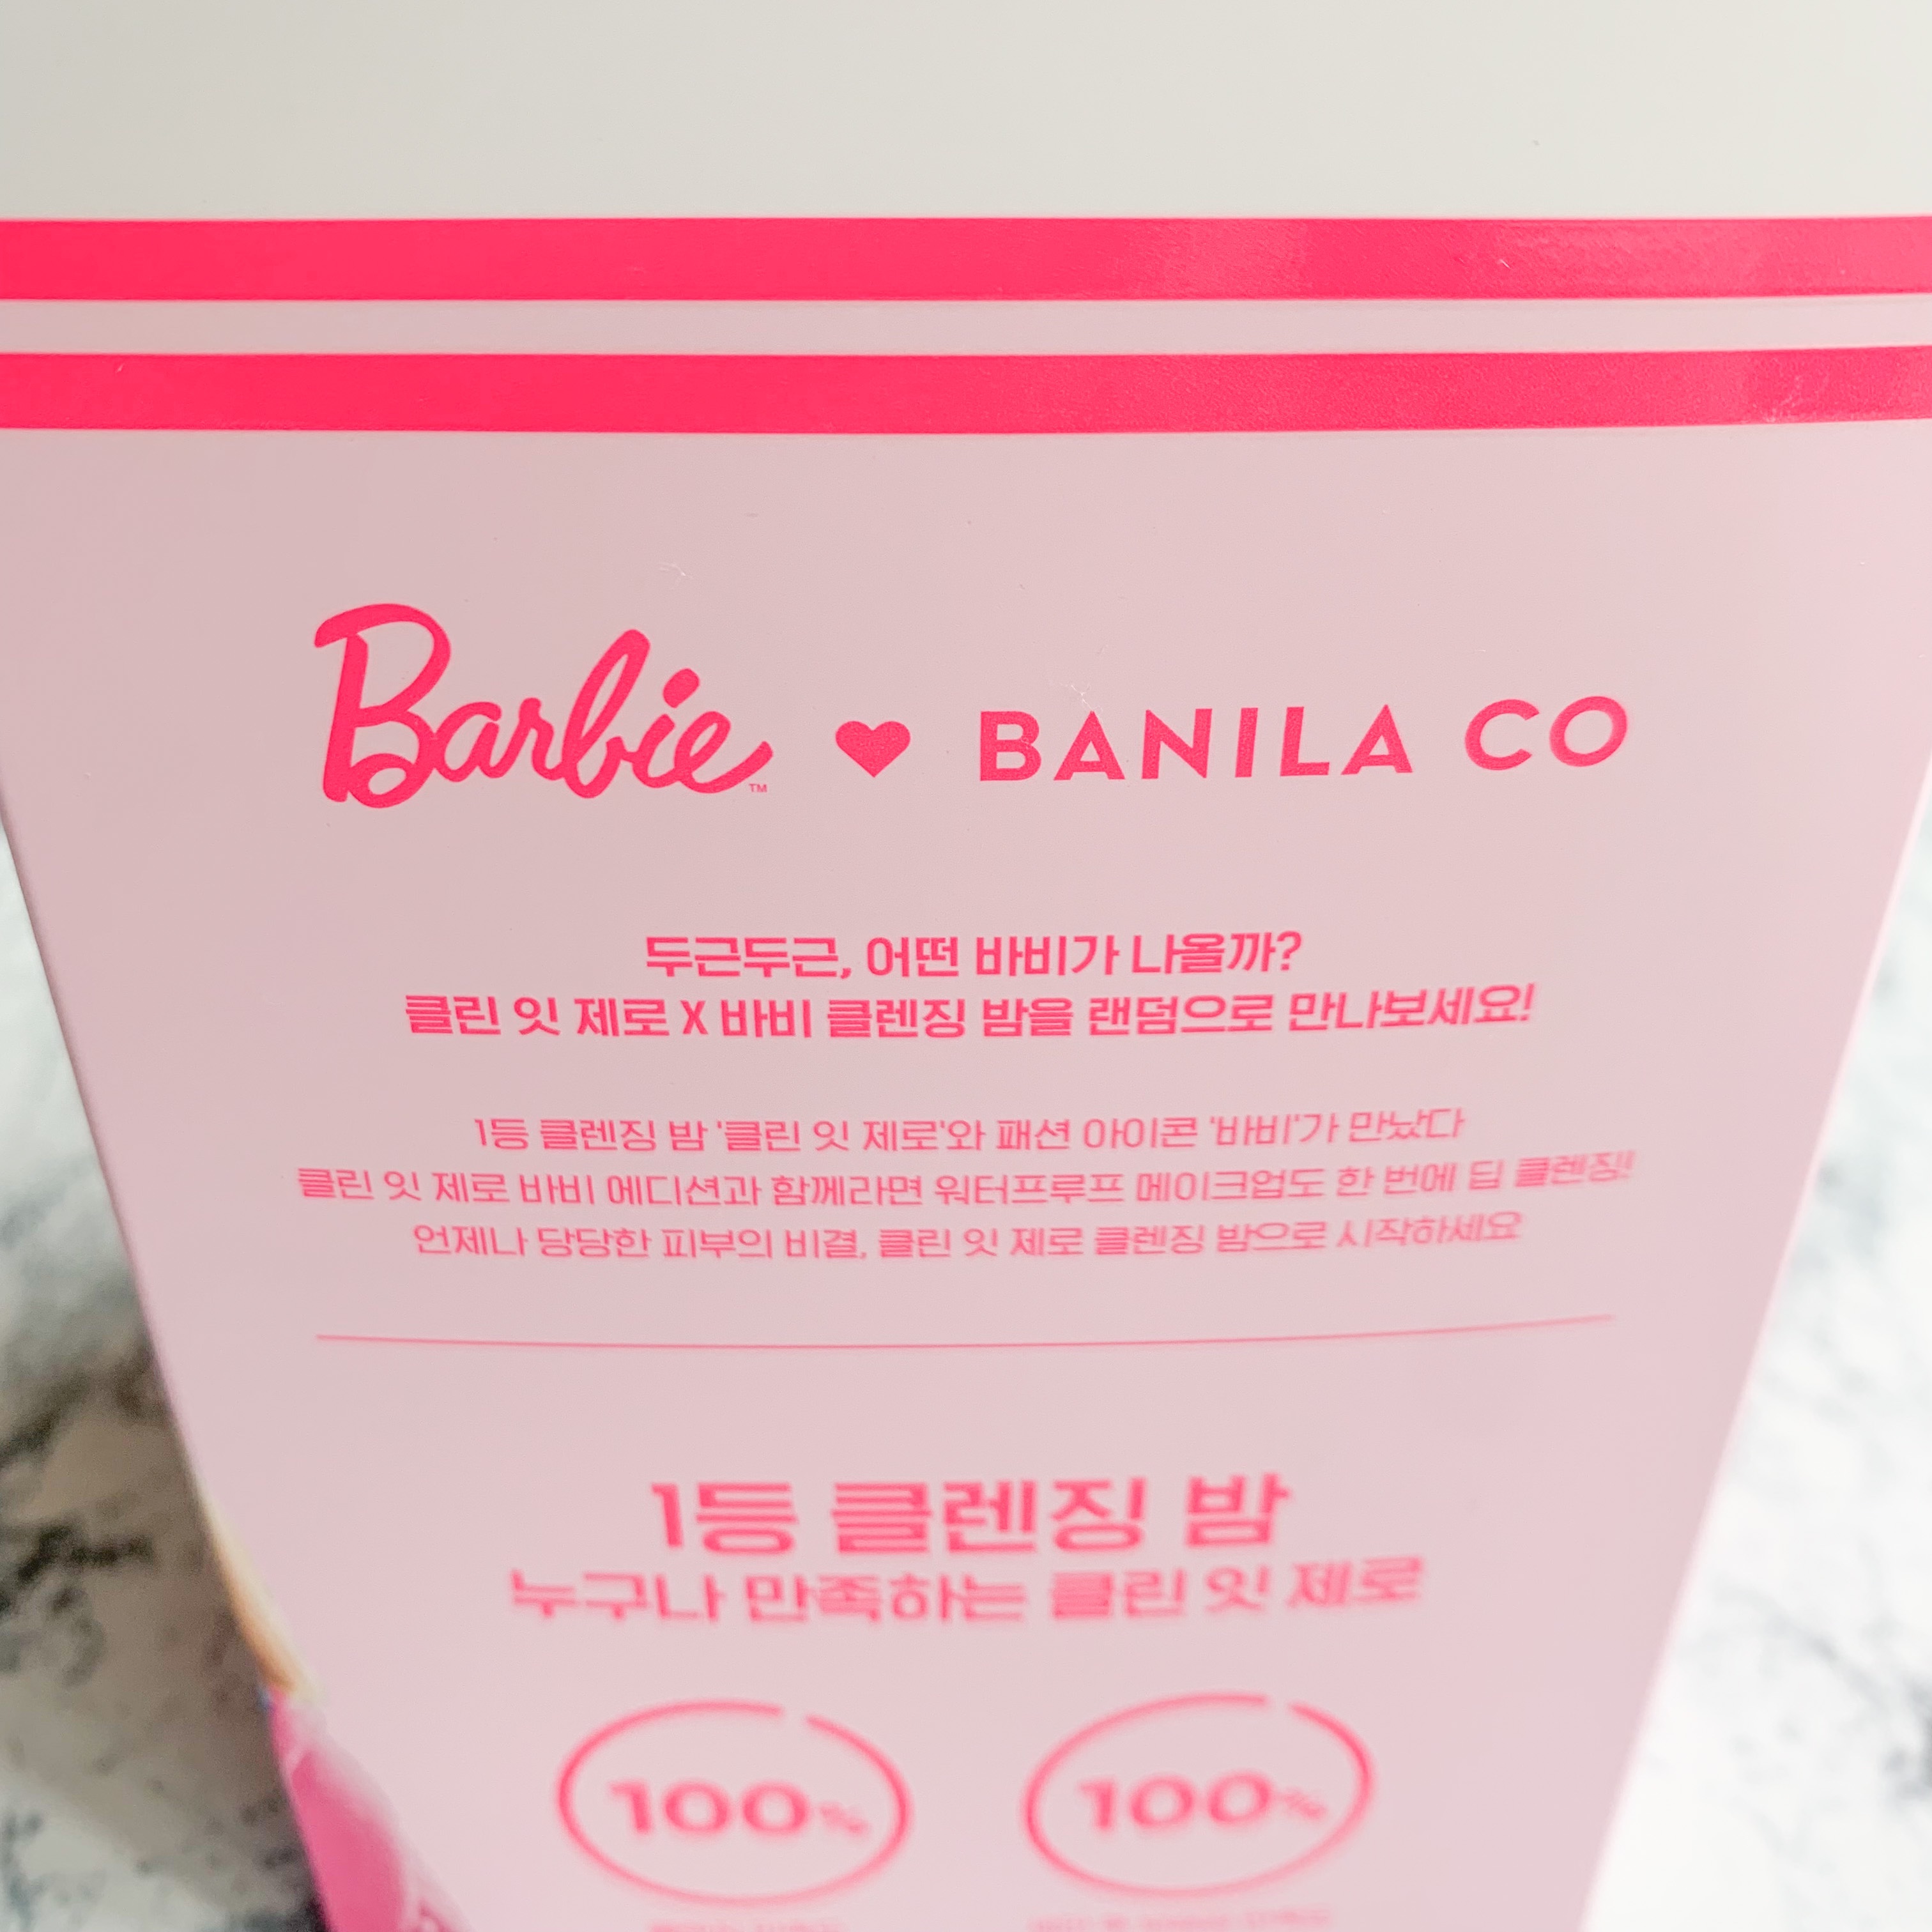 Barbie™ ♥ BANILA CO
두근두근, 어떤 바비가 나올까?
클린 잇 제로 X 바비 클렌징 밤을 랜덤으로 만나보세요!
1등 클렌징 밤 '클린 잇 제로'와 패션 아이콘 '바비'가 만났다
클린 잇 제로 바비 에디션과 함께라면 워터프루프 메이크업도 한 번에 딥 클렌징!
언제나 당당한 피부의 비결, 클린 잇 제로 클렌징 밤으로 시작하세요
1등 클렌징 밤
누구나 만족하는 클린 잇 제로
100% 100%